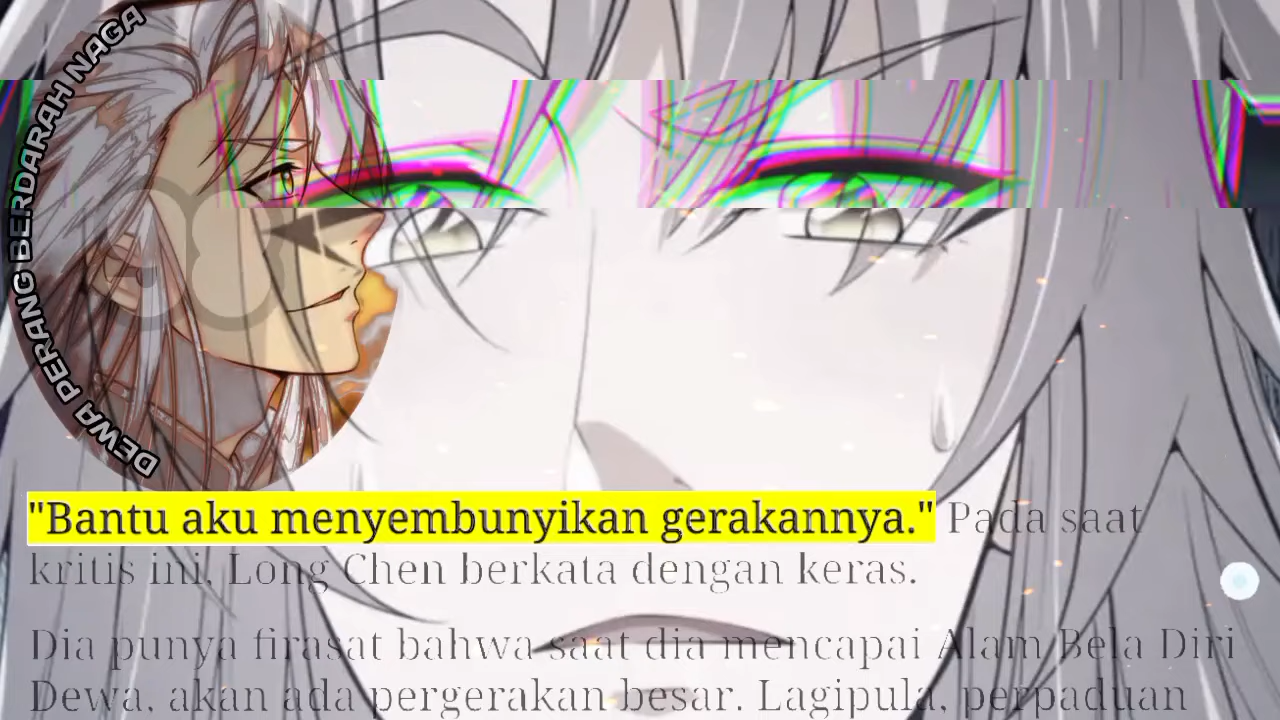 DEWA PERANG BERDARAH NAGA
"Bantu aku menyembunyikan gerakannya." Pada saat
kritis ini, Long Chen berkata dengan keras.
Dia punya firasat bahwa saat dia mencapai Alam Bela Diri
Dewa, akan ada pergerakan besar. Lagipula, perpaduan